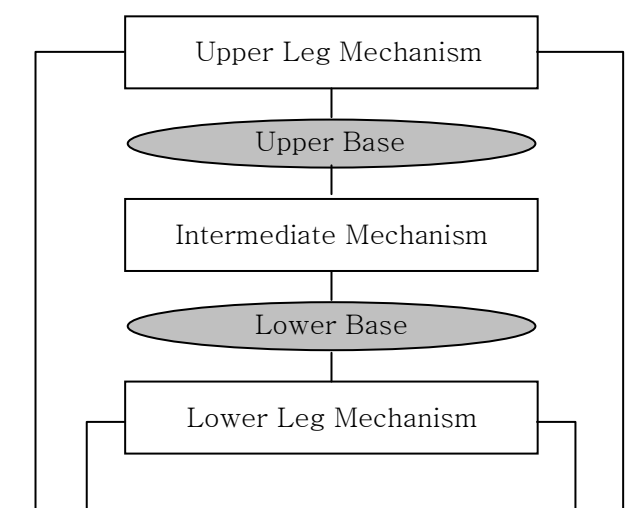 Upper Leg Mechanism
Upper Base
Intermediate Mechanism
Lower Base
Lower Leg Mechanism